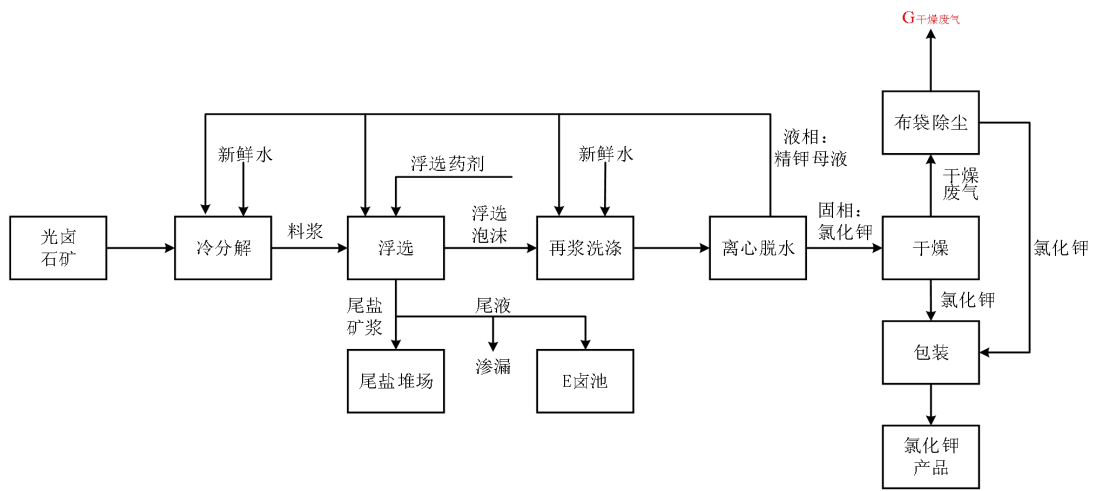 G干燥废气
布袋除尘
液相：
精钾母液
新鲜水
浮选药剂
新鲜水
干燥
废气
光卤
石矿
冷分解
料浆
浮选
浮选
泡沫
再浆洗涤
离心脱水
固相：
氯化钾
干燥
氯化钾
氯化钾
尾盐
矿浆
尾液
包装
尾盐堆场
渗漏
E卤池
氯化钾
产品